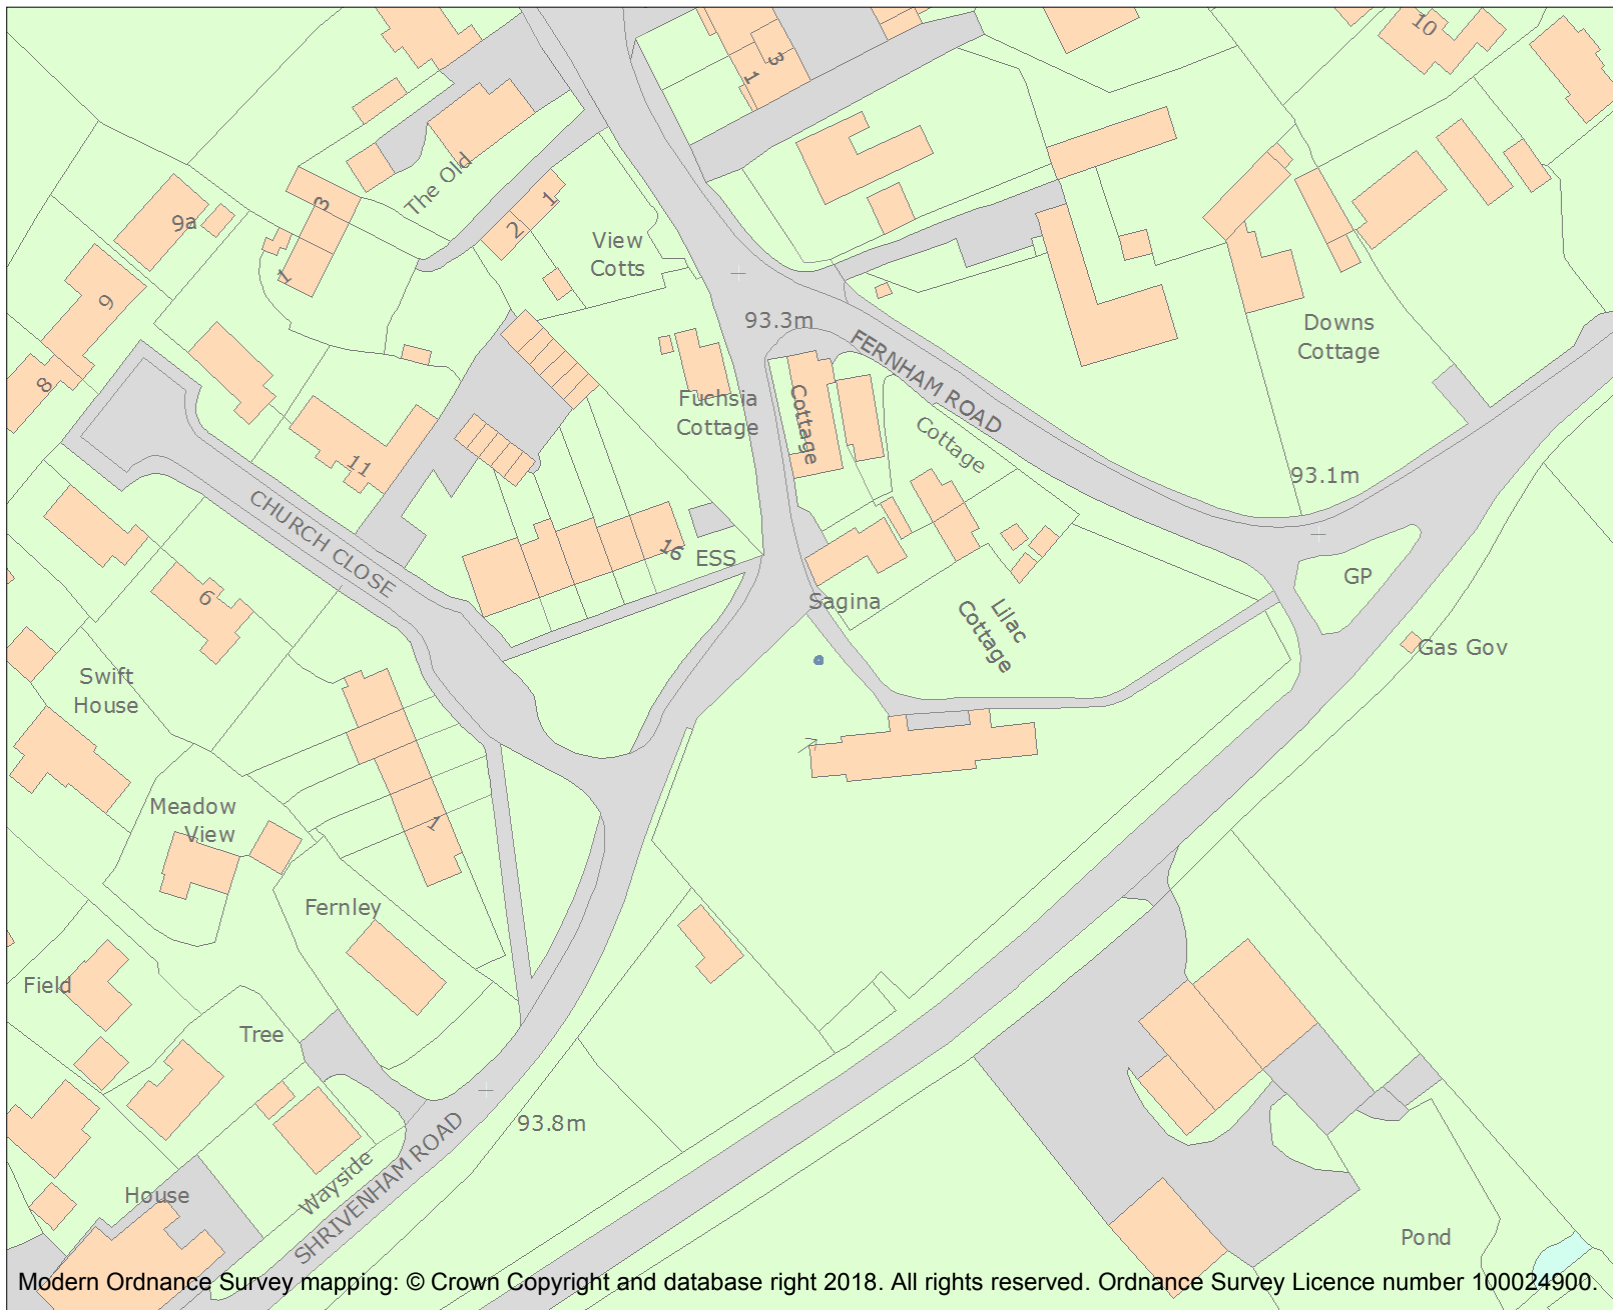 10
3
1
The Old
3
1
9a
1
2
View
Cotts
9
93.3m
FERNHAM ROAD
Downs
Cottage
8
Fuchsia
Cottage
Cottage
Cottage
11
93.1m
CHURCH CLOSE
16
ESS
GP
6
Sagina
Lilac
Cottage
Gas Gov
Swift
House
Meadow
View
1
Fernley
Field
Tree
93.8m
SHRIVENHAM ROAD
Wayside
House
Pond
Modern Ordnance Survey mapping: © Crown Copyright and database right 2018. All rights reserved. Ordnance Survey Licence number 100024900.